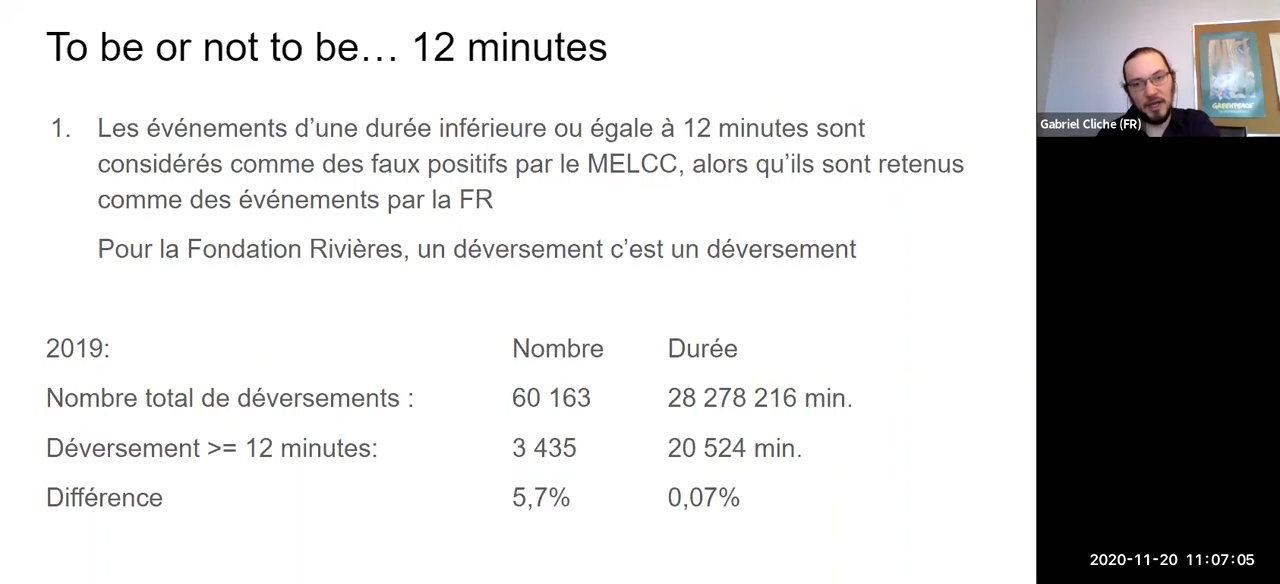 To be or not to be… 12 minutes
1. Les événements d’une durée inférieure ou égale à 12 minutes sont
considérés comme des faux positifs par le MELCC, alors qu’ils sont retenus
comme des événements par la FR
Pour la Fondation Rivières, un déversement c’est un déversement
2019: Nombre Durée
Nombre total de déversements : 60 163 28 278 216 min.
Déversement >= 12 minutes: 3 435 20 524 min.
Différence 5,7% 0,07%
GREENPEACE
Gabriel Cliche (FR)
2020-11-20 11:07:05